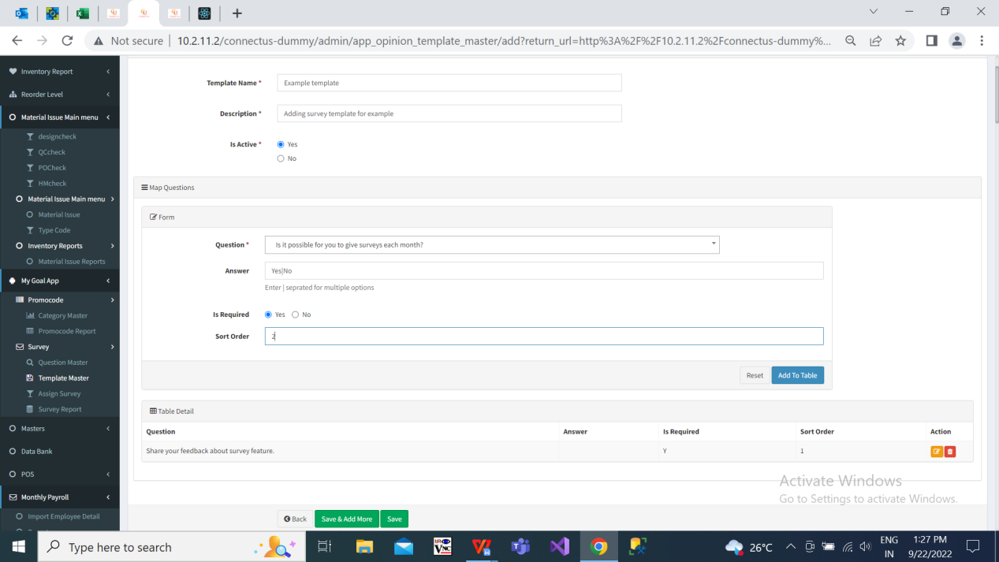 Not secure | 10.2.11.2/connectus-dummy/admin/app_opinion_template_master/add?return_url=http%3A%2F%2F10.2.11.2%2Fconnectus-dummy%...
Inventory Report
Reorder Level
Material Issue Main menu
designcheck
QCcheck
POCheck
HMcheck
Material Issue Main menu
Material Issue
Type Code
Inventory Reports
Material Issue Reports
My Goal App
Promocode
Category Master
Promocode Report
Survey
Question Master
Template Master
Assign Survey
Survey Report
Masters
Data Bank
POS
Monthly Payroll
Import Employee Detail
Template Name * Example template
Description * Adding survey template for example
Is Active * Yes
No
Map Questions
Form
Question * Is it possible for you to give surveys each month?
Answer Yes|No
Enter | seprated for multiple options
Is Required Yes No
Sort Order 2
Reset Add To Table
Table Detail
Question Answer Is Required Sort Order Action
Share your feedback about survey feature. Y 1
Activate Windows
Go to Settings to activate Windows.
Back Save & Add More Save
Type here to search
26°C
ENG
IN
1:27 PM
9/22/2022